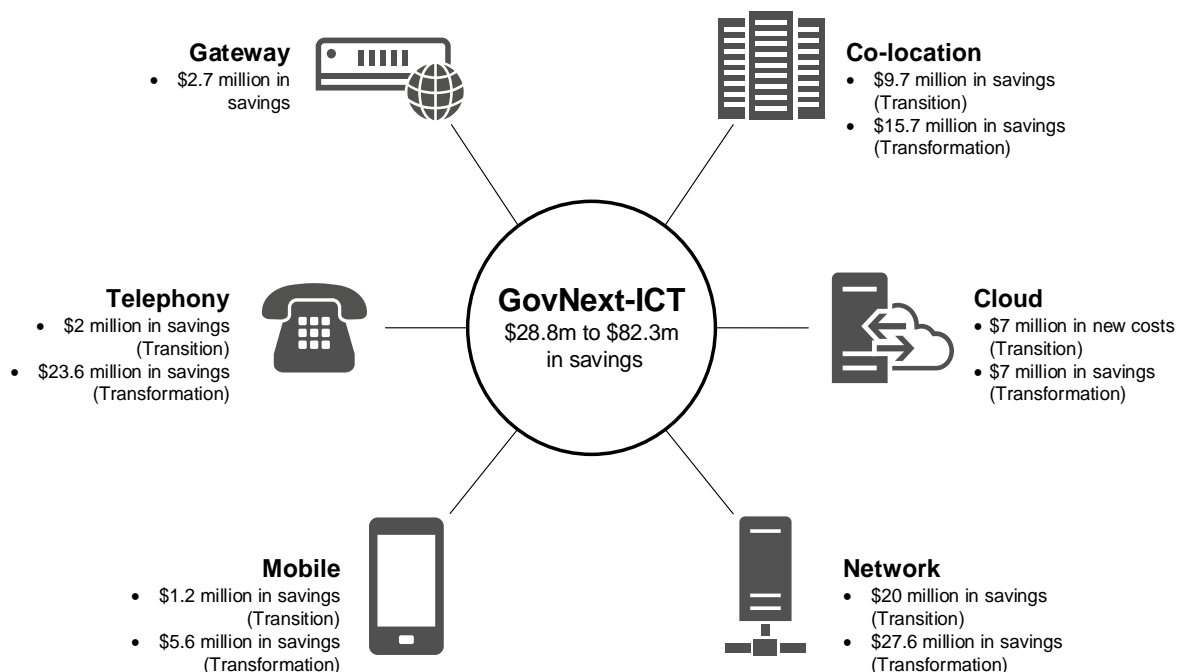 Gateway
• $2.7 million in
savings
Co-location
• $9.7 million in savings
(Transition)
• $15.7 million in savings
(Transformation)
GovNext-ICT
$28.8m to $82.3m
in savings
Telephony
• $2 million in savings
(Transition)
• $23.6 million in savings
(Transformation)
Cloud
• $7 million in new costs
(Transition)
• $7 million in savings
(Transformation)
Mobile
• $1.2 million in savings
(Transition)
• $5.6 million in savings
(Transformation)
Network
• $20 million in savings
(Transition)
• $27.6 million in savings
(Transformation)